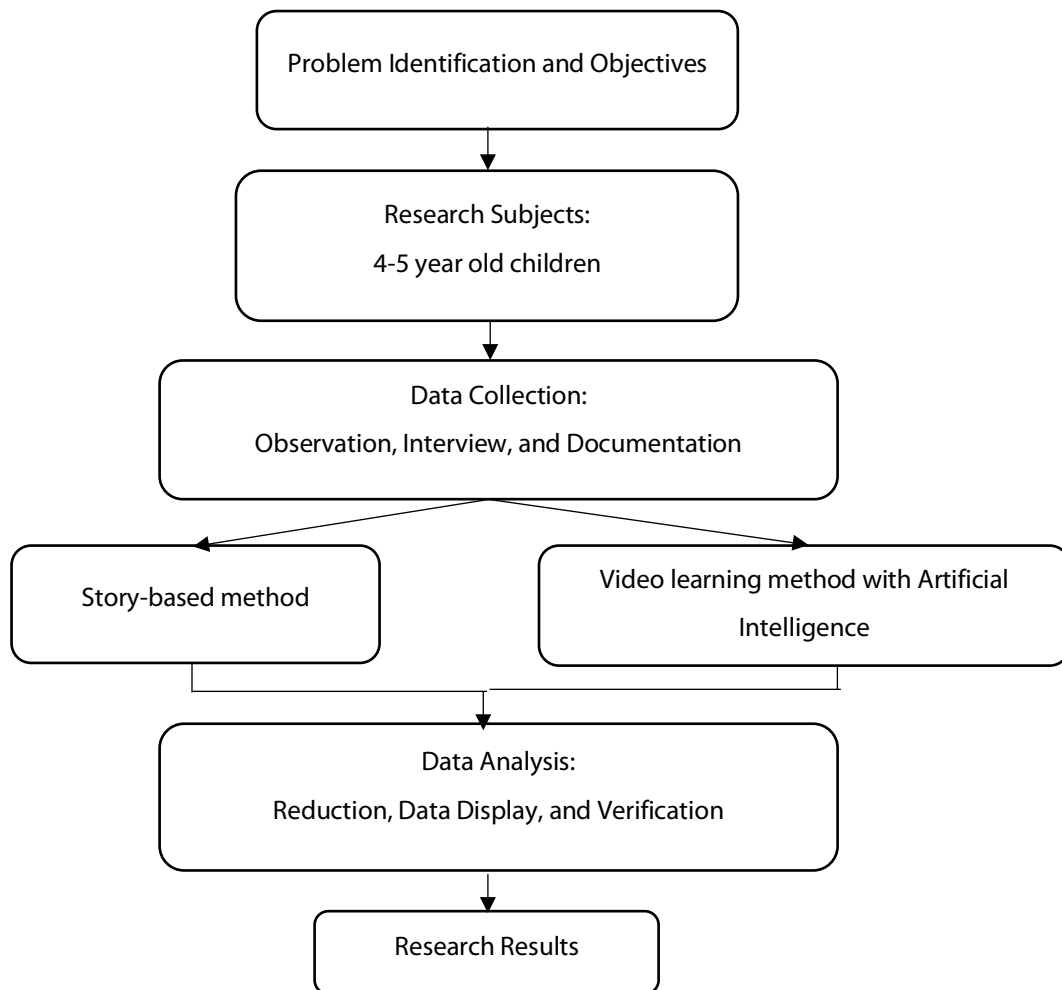 Problem Identification and Objectives
Research Subjects:
4-5 year old children
Data Collection:
Observation, Interview, and Documentation
Story-based method
Video learning method with Artificial
Intelligence
Data Analysis:
Reduction, Data Display, and Verification
Research Results